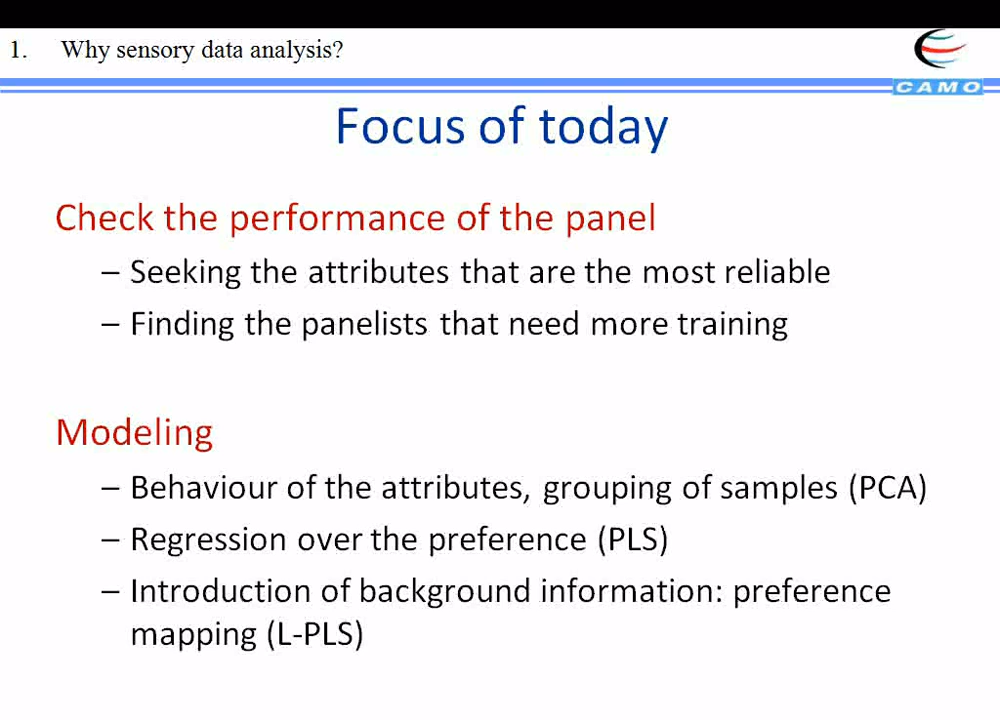 1. Why sensory data analysis?
CAMO
Focus of today
Check the performance of the panel
– Seeking the attributes that are the most reliable
– Finding the panelists that need more training
Modeling
– Behaviour of the attributes, grouping of samples (PCA)
– Regression over the preference (PLS)
– Introduction of background information: preference
mapping (L-PLS)